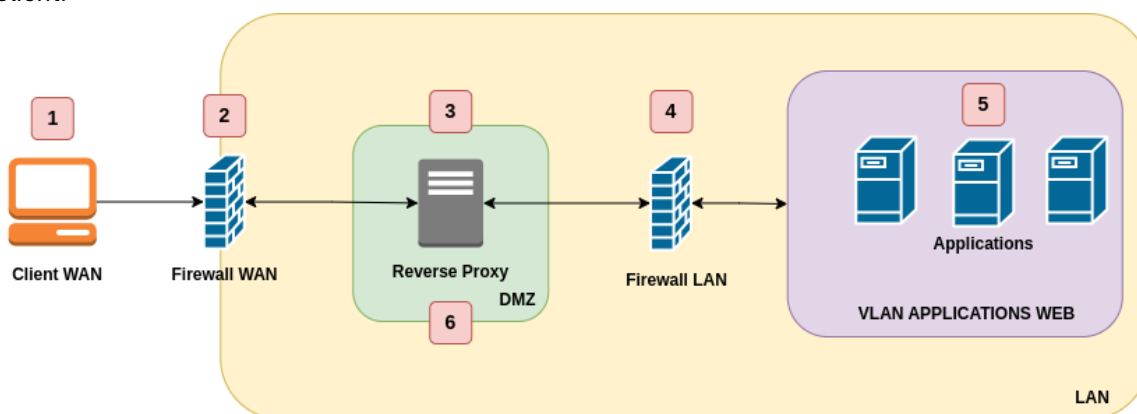 1
2
3
4
5
Client WAN
Firewall WAN
Reverse Proxy
DMZ
6
Firewall LAN
Applications
VLAN APPLICATIONS WEB
LAN